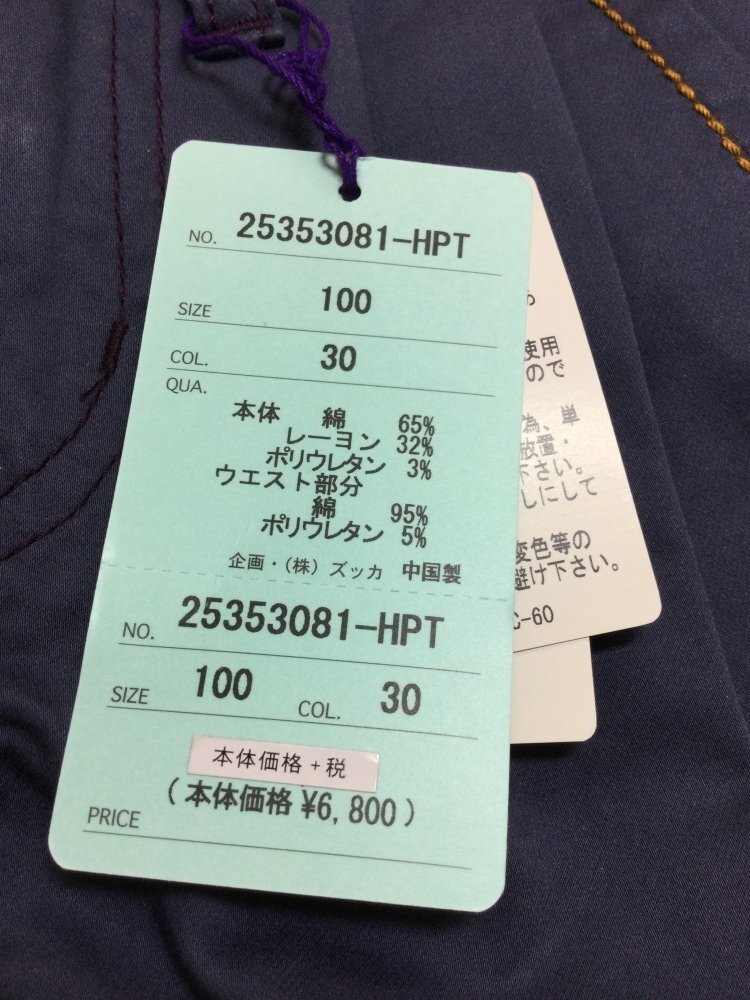 NO. 25353081-HPT
SIZE 100
COL. 30
QUA.
本体 綿 65%
レーヨン 32%
ポリウレタン 3%
ウエスト部分
綿 95%
ポリウレタン 5%
企画・(株) ズッカ 中国製
NO. 25353081-HPT
SIZE 100 COL. 30
本体価格+税
(本体価格¥6,800)
PRICE
使用
ので
為、単
放置・
下さい。
しにして
変色等の
避け下さい。
C-60